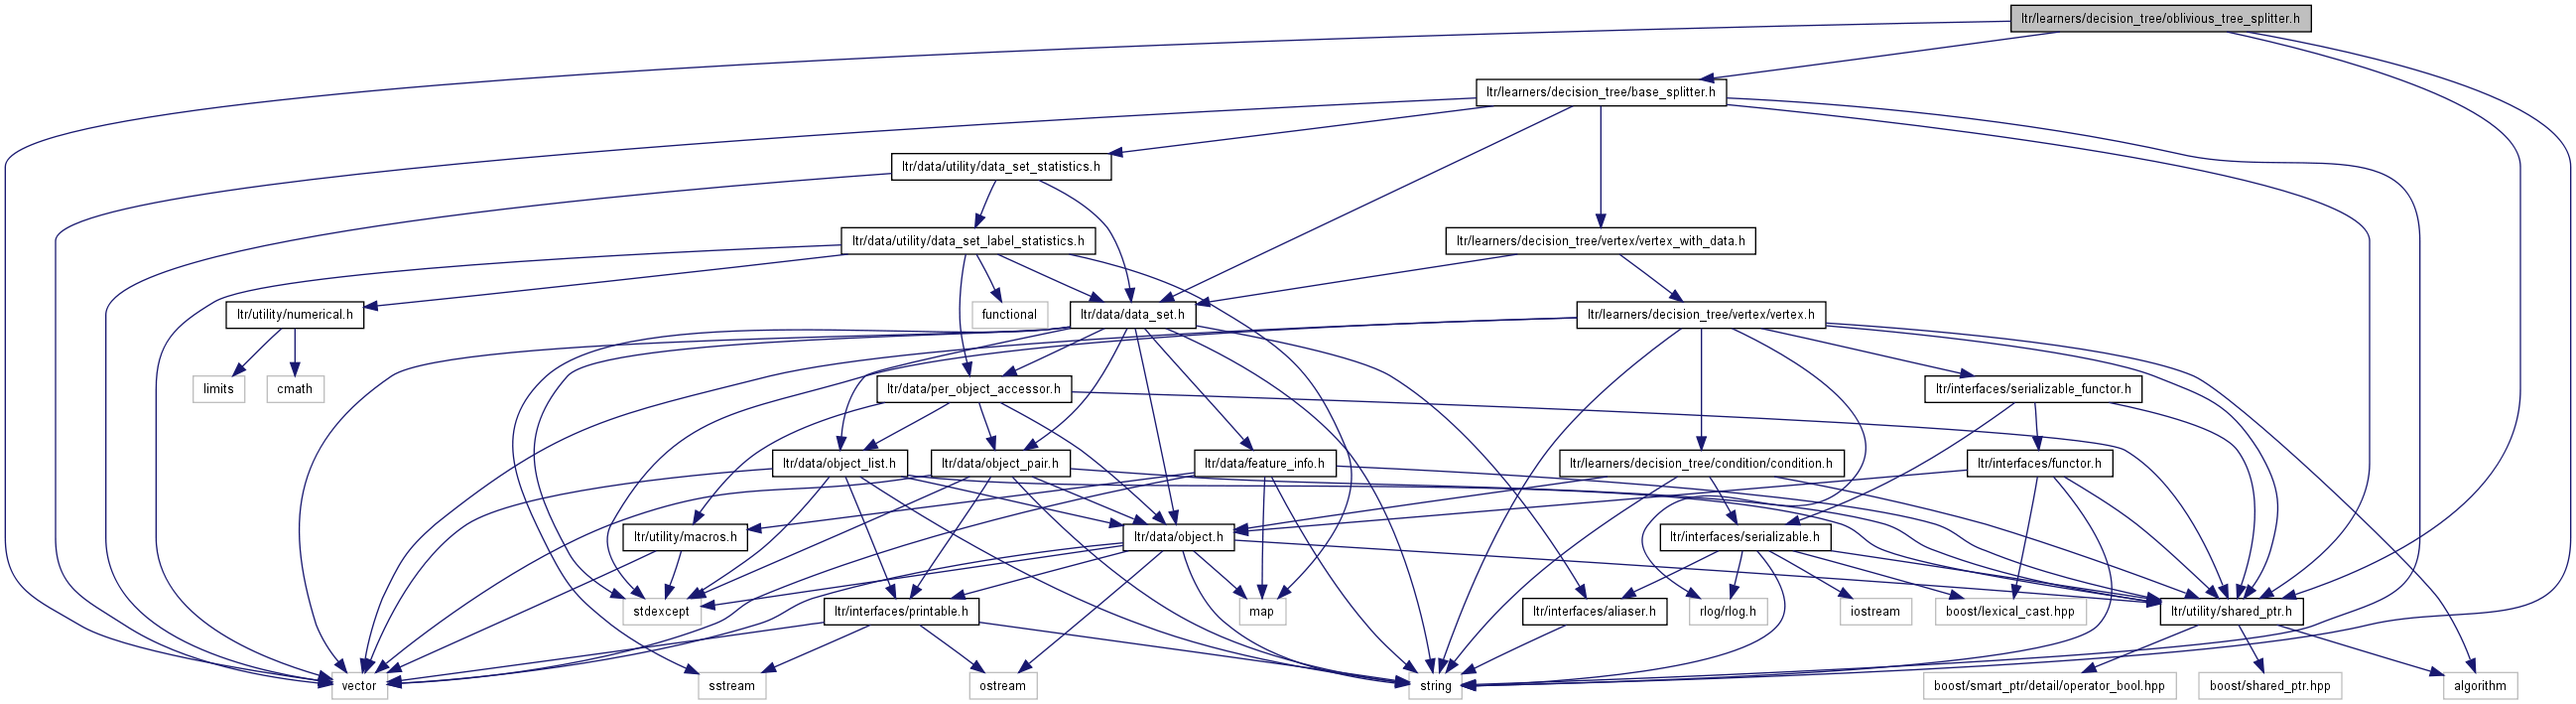 ltr/learners/decision_tree/oblivious_tree_splitter.h
ltr/learners/decision_tree/base_splitter.h
ltr/data/utility/data_set_statistics.h
ltr/data/utility/data_set_label_statistics.h
ltr/learners/decision_tree/vertex/vertex_with_data.h
ltr/utility/numerical.h
functional
ltr/data/data_set.h
ltr/learners/decision_tree/vertex/vertex.h
limits
cmath
ltr/data/per_object_accessor.h
ltr/interfaces/serializable_functor.h
ltr/data/object_list.h
ltr/data/object_pair.h
ltr/data/feature_info.h
ltr/learners/decision_tree/condition/condition.h
ltr/interfaces/functor.h
ltr/utility/macros.h
ltr/data/object.h
ltr/interfaces/serializable.h
stdexcept
ltr/interfaces/printable.h
map
ltr/interfaces/aliaser.h
rlog/rlog.h
iostream
boost/lexical_cast.hpp
ltr/utility/shared_ptr.h
vector
sstream
ostream
string
boost/smart_ptr/detail/operator_bool.hpp
boost/shared_ptr.hpp
algorithm